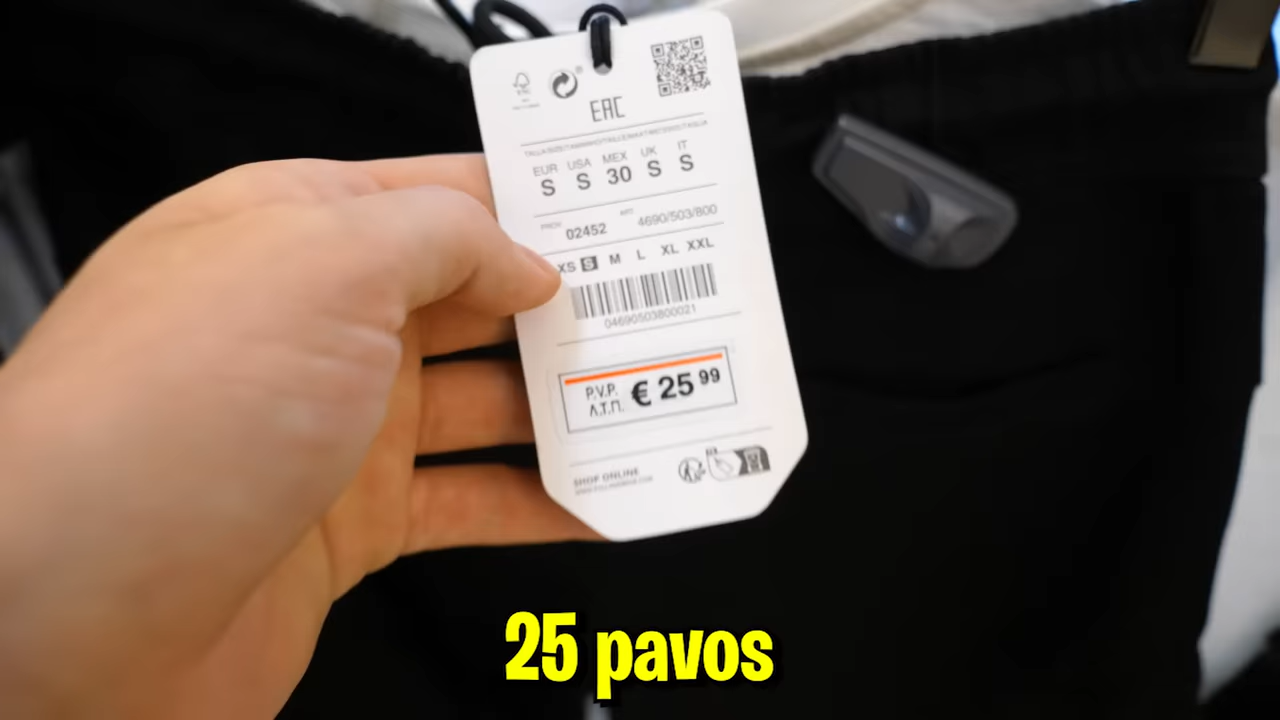 EAC
EUR USA MEX UK IT
S S 30 S S
02452 4690/503/800
XS S M L XL XXL
04690503800021
P.V.P. € 25 99
Λ.Τ.Π.
SHOP ONLINE
25 pavos